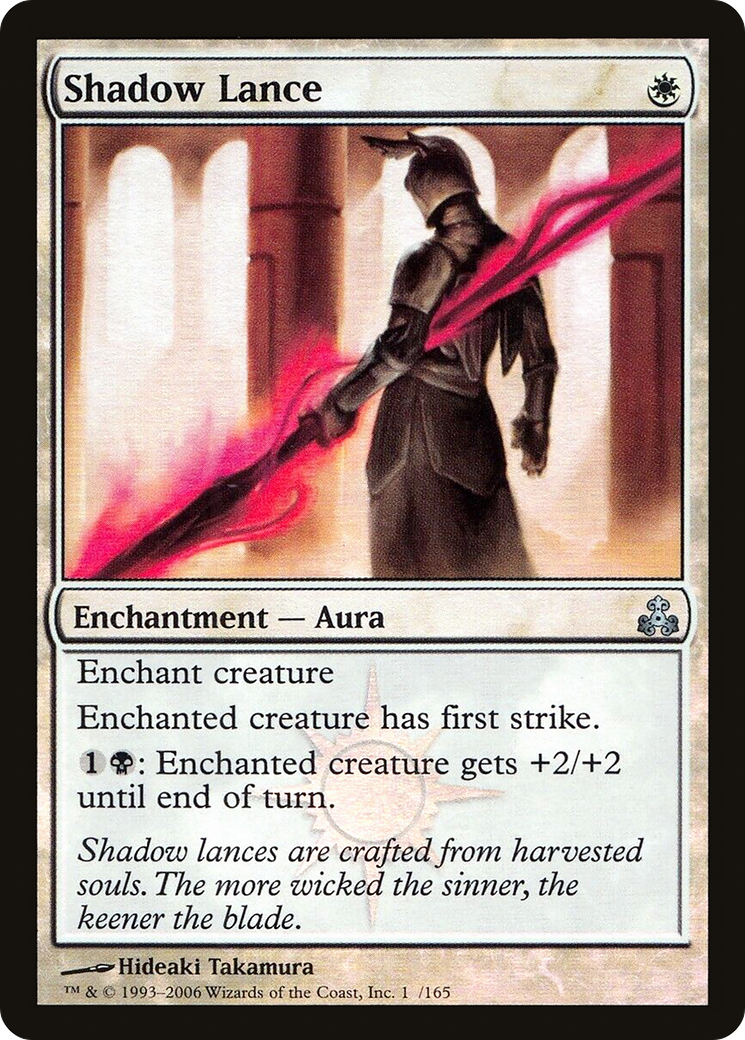 Shadow Lance
Enchantment — Aura
Enchant creature
Enchanted creature has first strike.
1: Enchanted creature gets +2/+2
until end of turn.
Shadow lances are crafted from harvested
souls. The more wicked the sinner, the
keener the blade.
Hideaki Takamura
™ & © 1993–2006 Wizards of the Coast, Inc. 1 /165